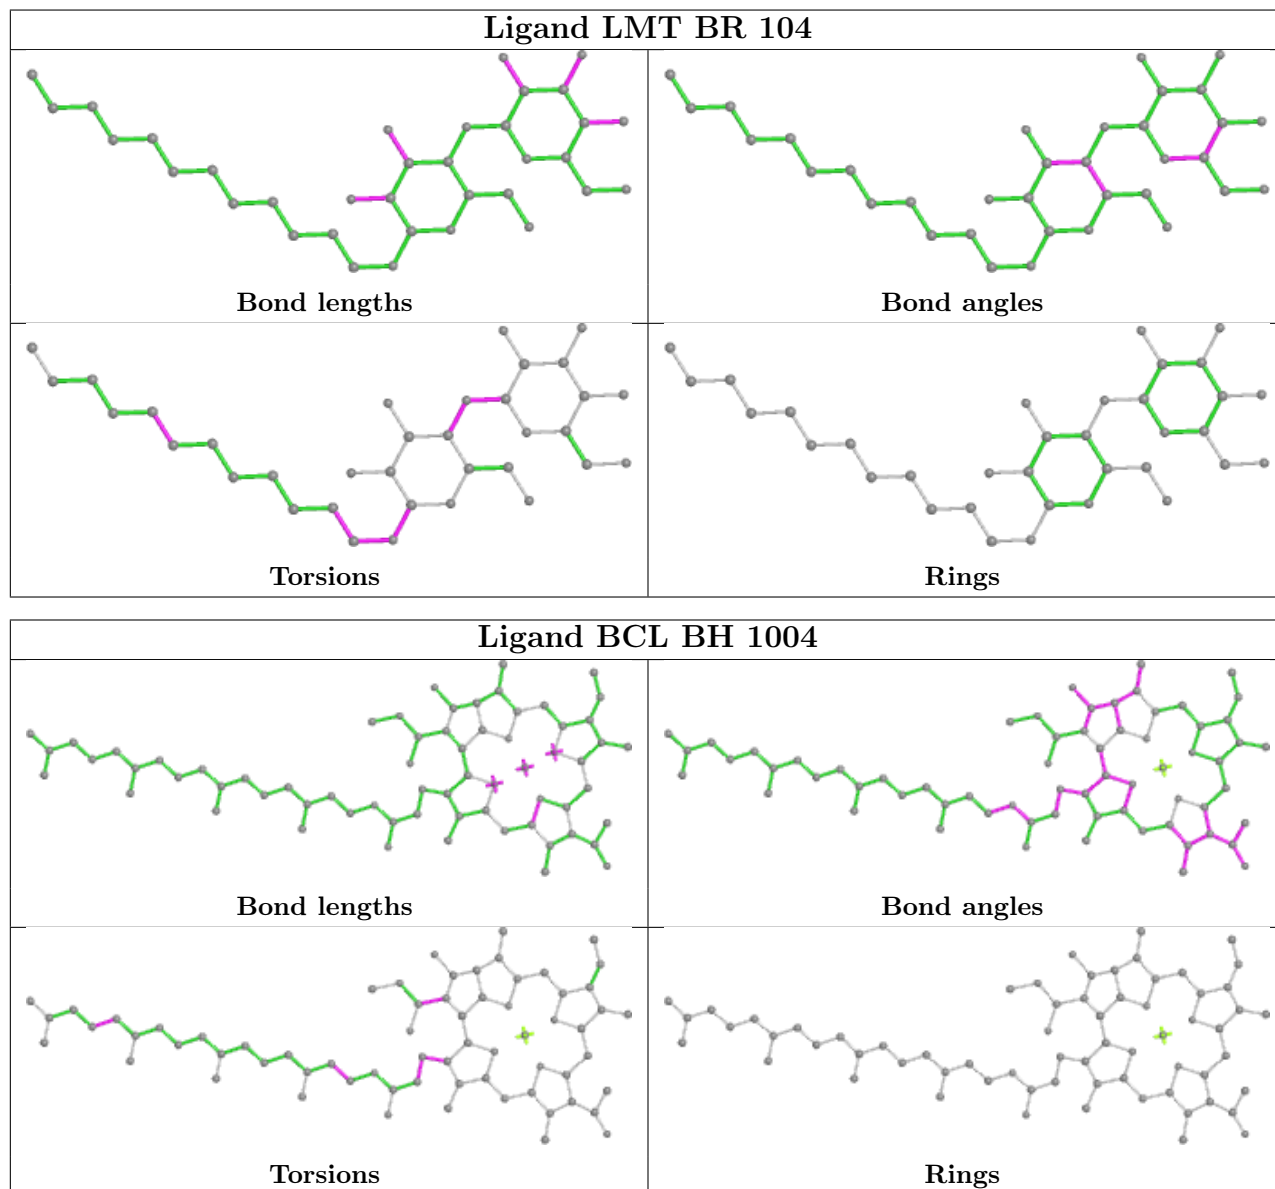 Ligand LMT BR 104
Bond lengths
Bond angles
Torsions
Rings
Ligand BCL BH 1004
Bond lengths
Bond angles
Torsions
Rings